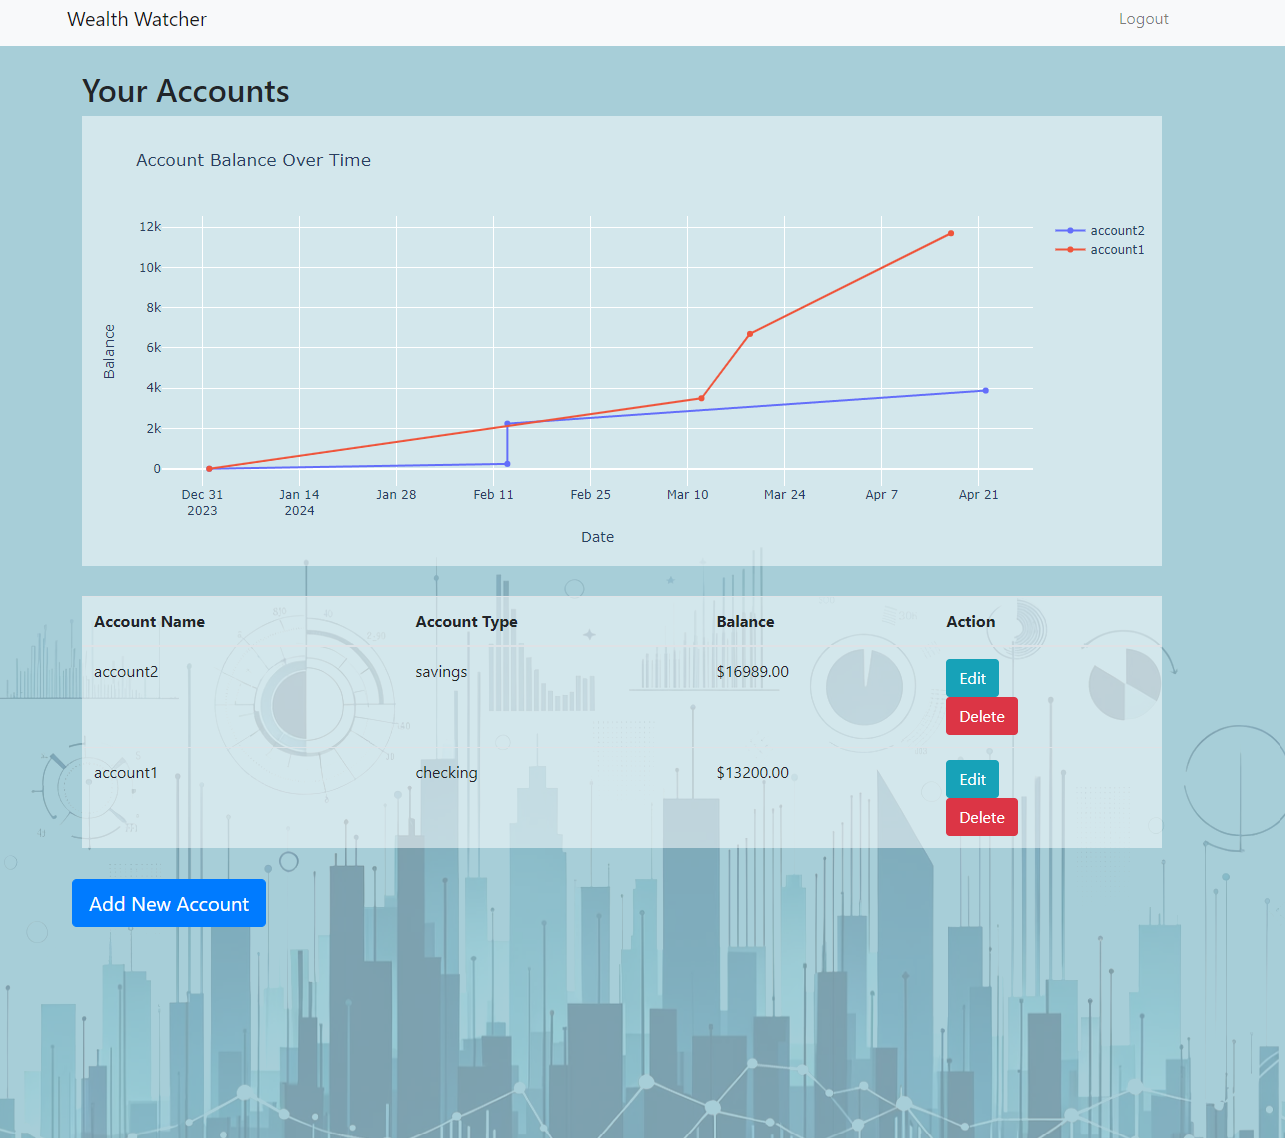 Wealth Watcher Logout
Your Accounts
Account Balance Over Time
12k
10k
8k
6k
4k
2k
0
Balance
account2
account1
Dec 31 Jan 14 Jan 28 Feb 11 Feb 25 Mar 10 Mar 24 Apr 7 Apr 21
2023 2024
Date
Account Name Account Type Balance Action
account2 savings $16989.00 Edit
Delete
account1 checking $13200.00 Edit
Delete
Add New Account